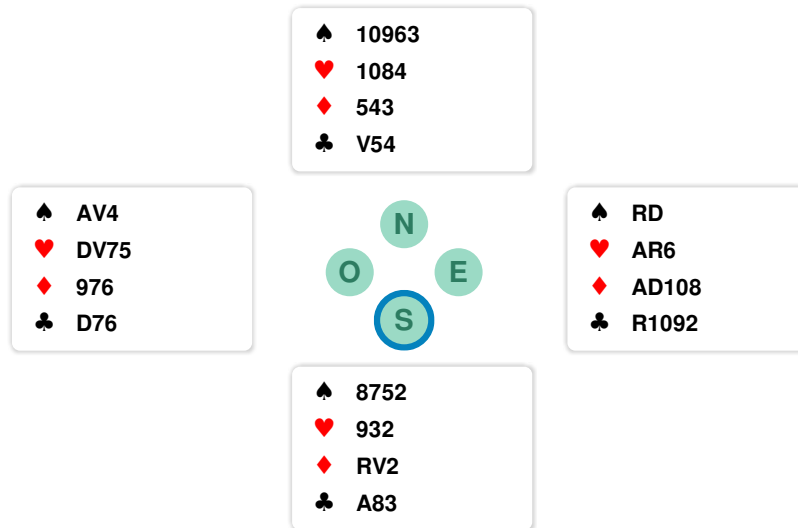 ♠ 10963
♥ 1084
♦ 543
♣ V54
♠ AV4
♥ DV75
♦ 976
♣ D76
N
O E
S
♠ RD
♥ AR6
♦ AD108
♣ R1092
♠ 8752
♥ 932
♦ RV2
♣ A83